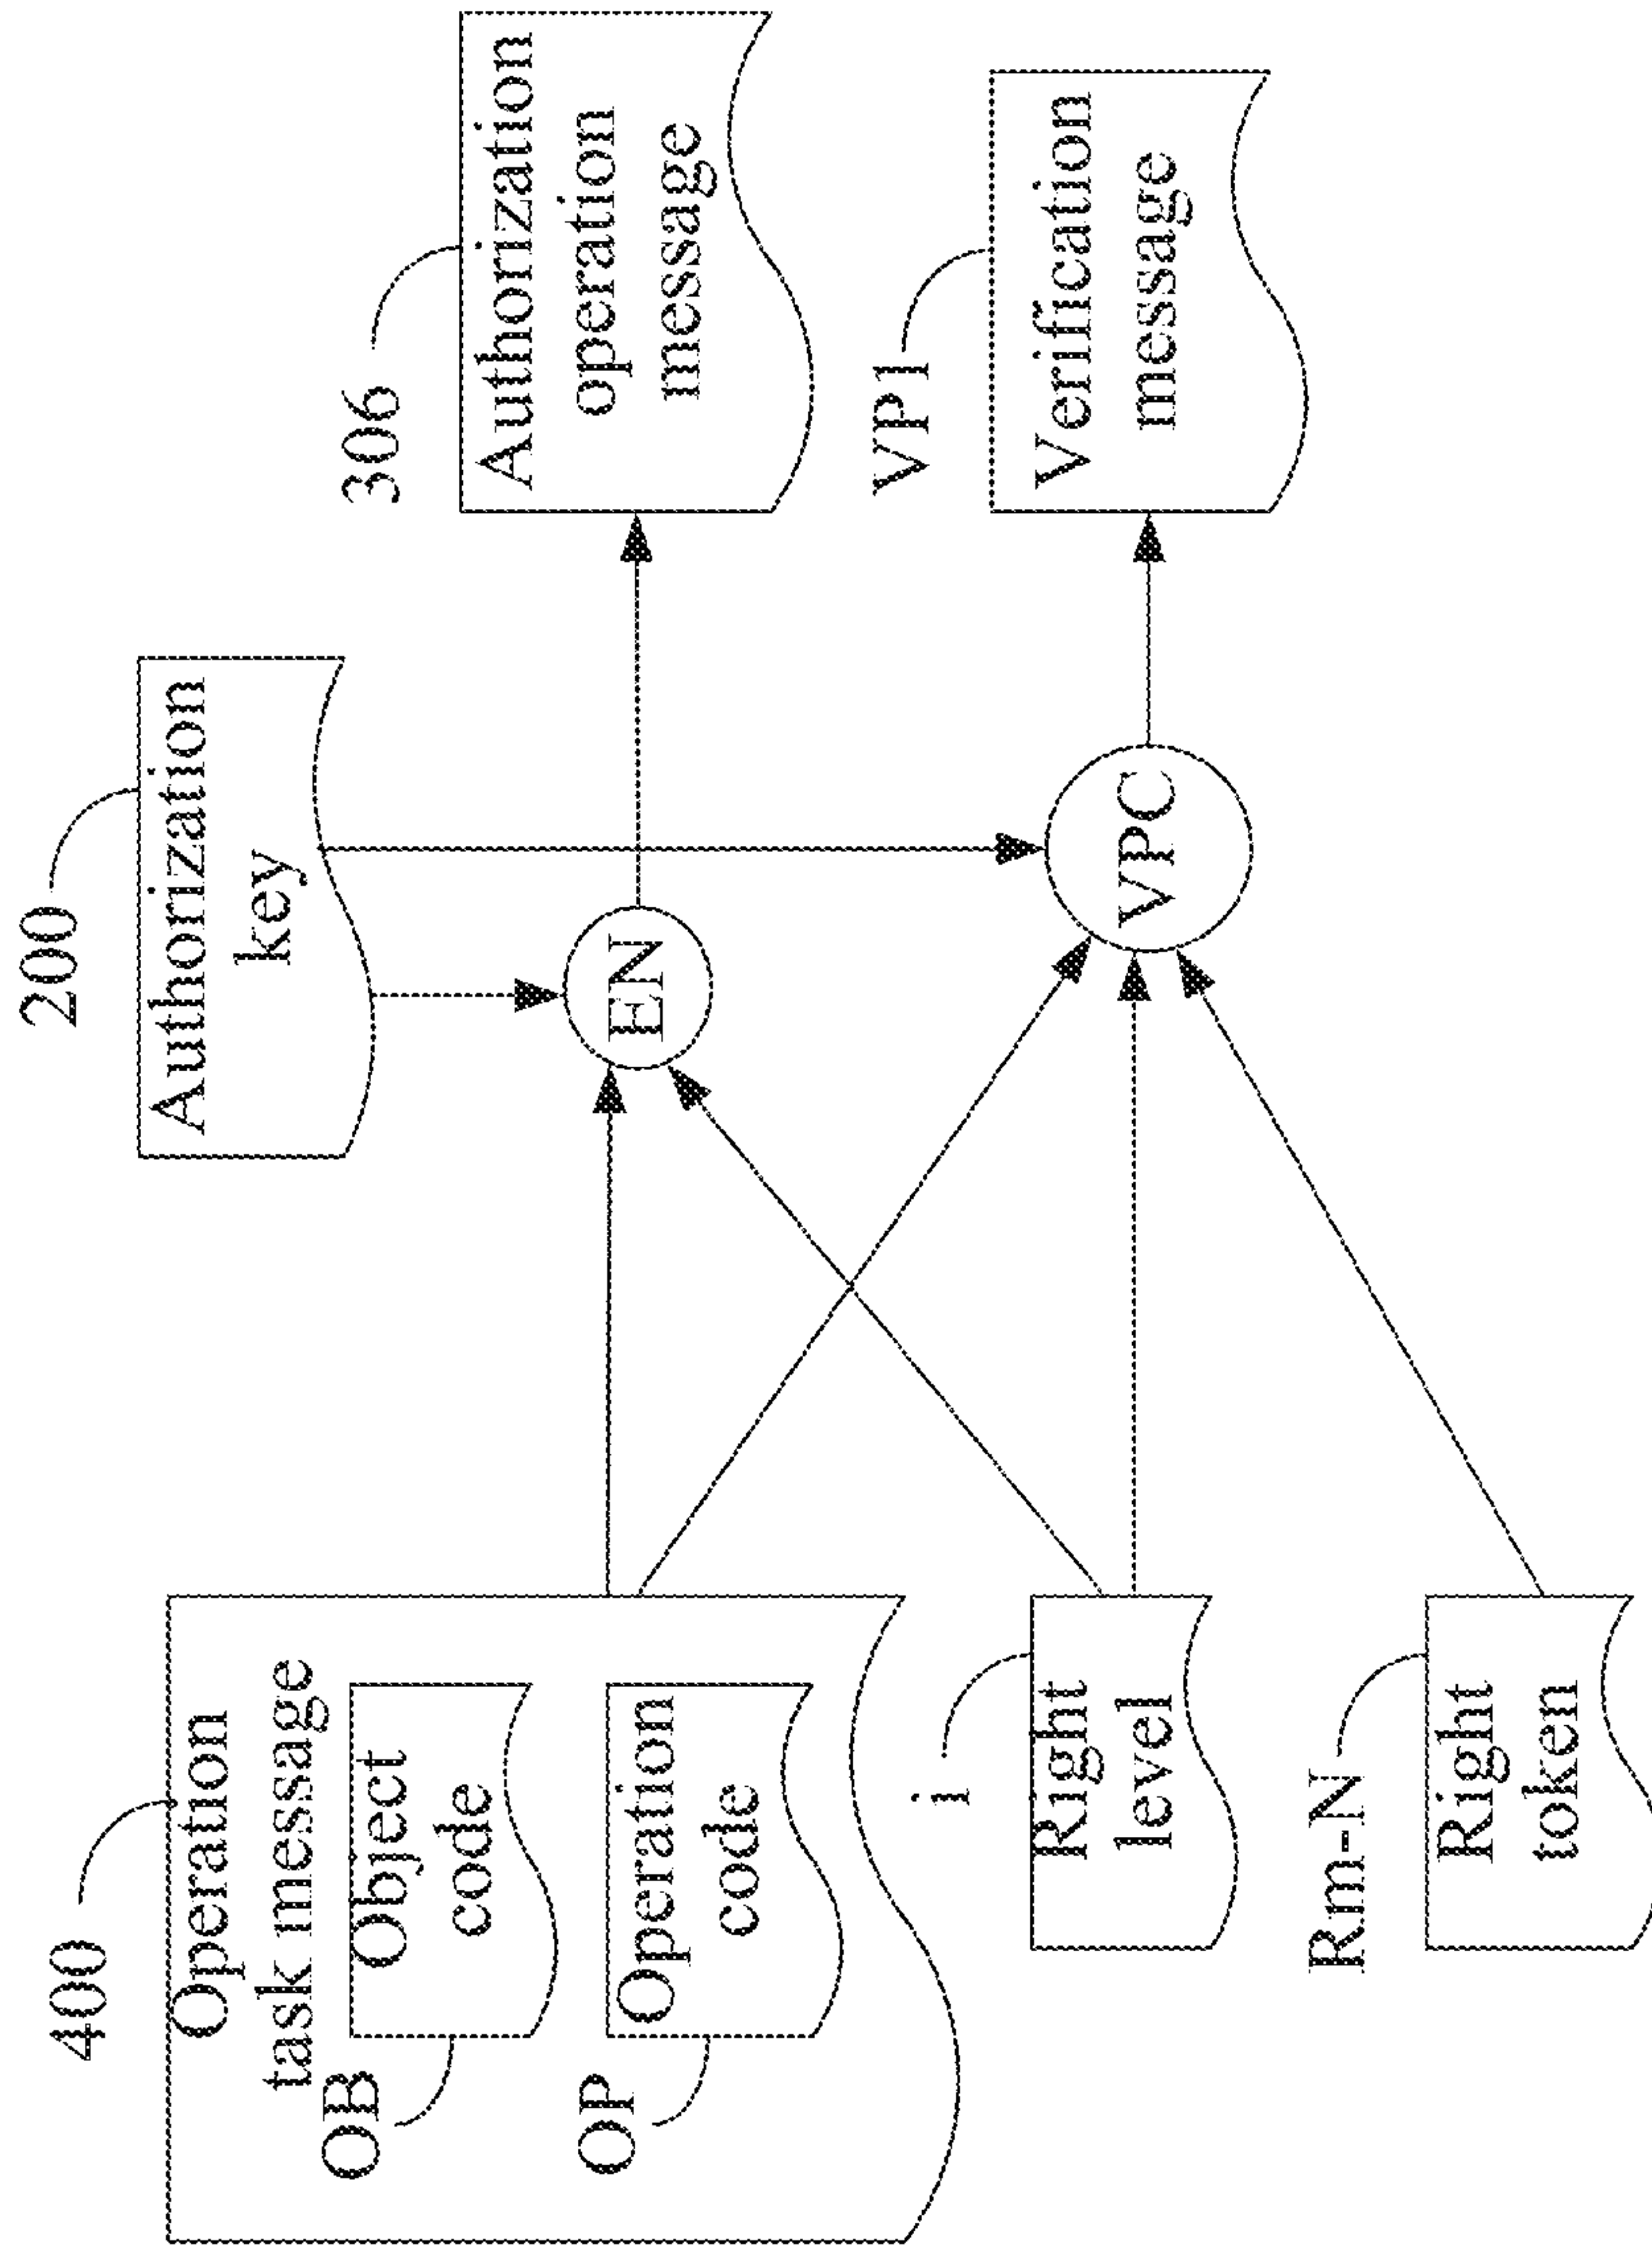 400
Operation
task message
OB
Object
code
OP
Operation
code
i
Right
level
Rm-N
Right
token
200
Authorization
key
EN
VPC
306
Authorization
operation
message
VP1
Verification
message